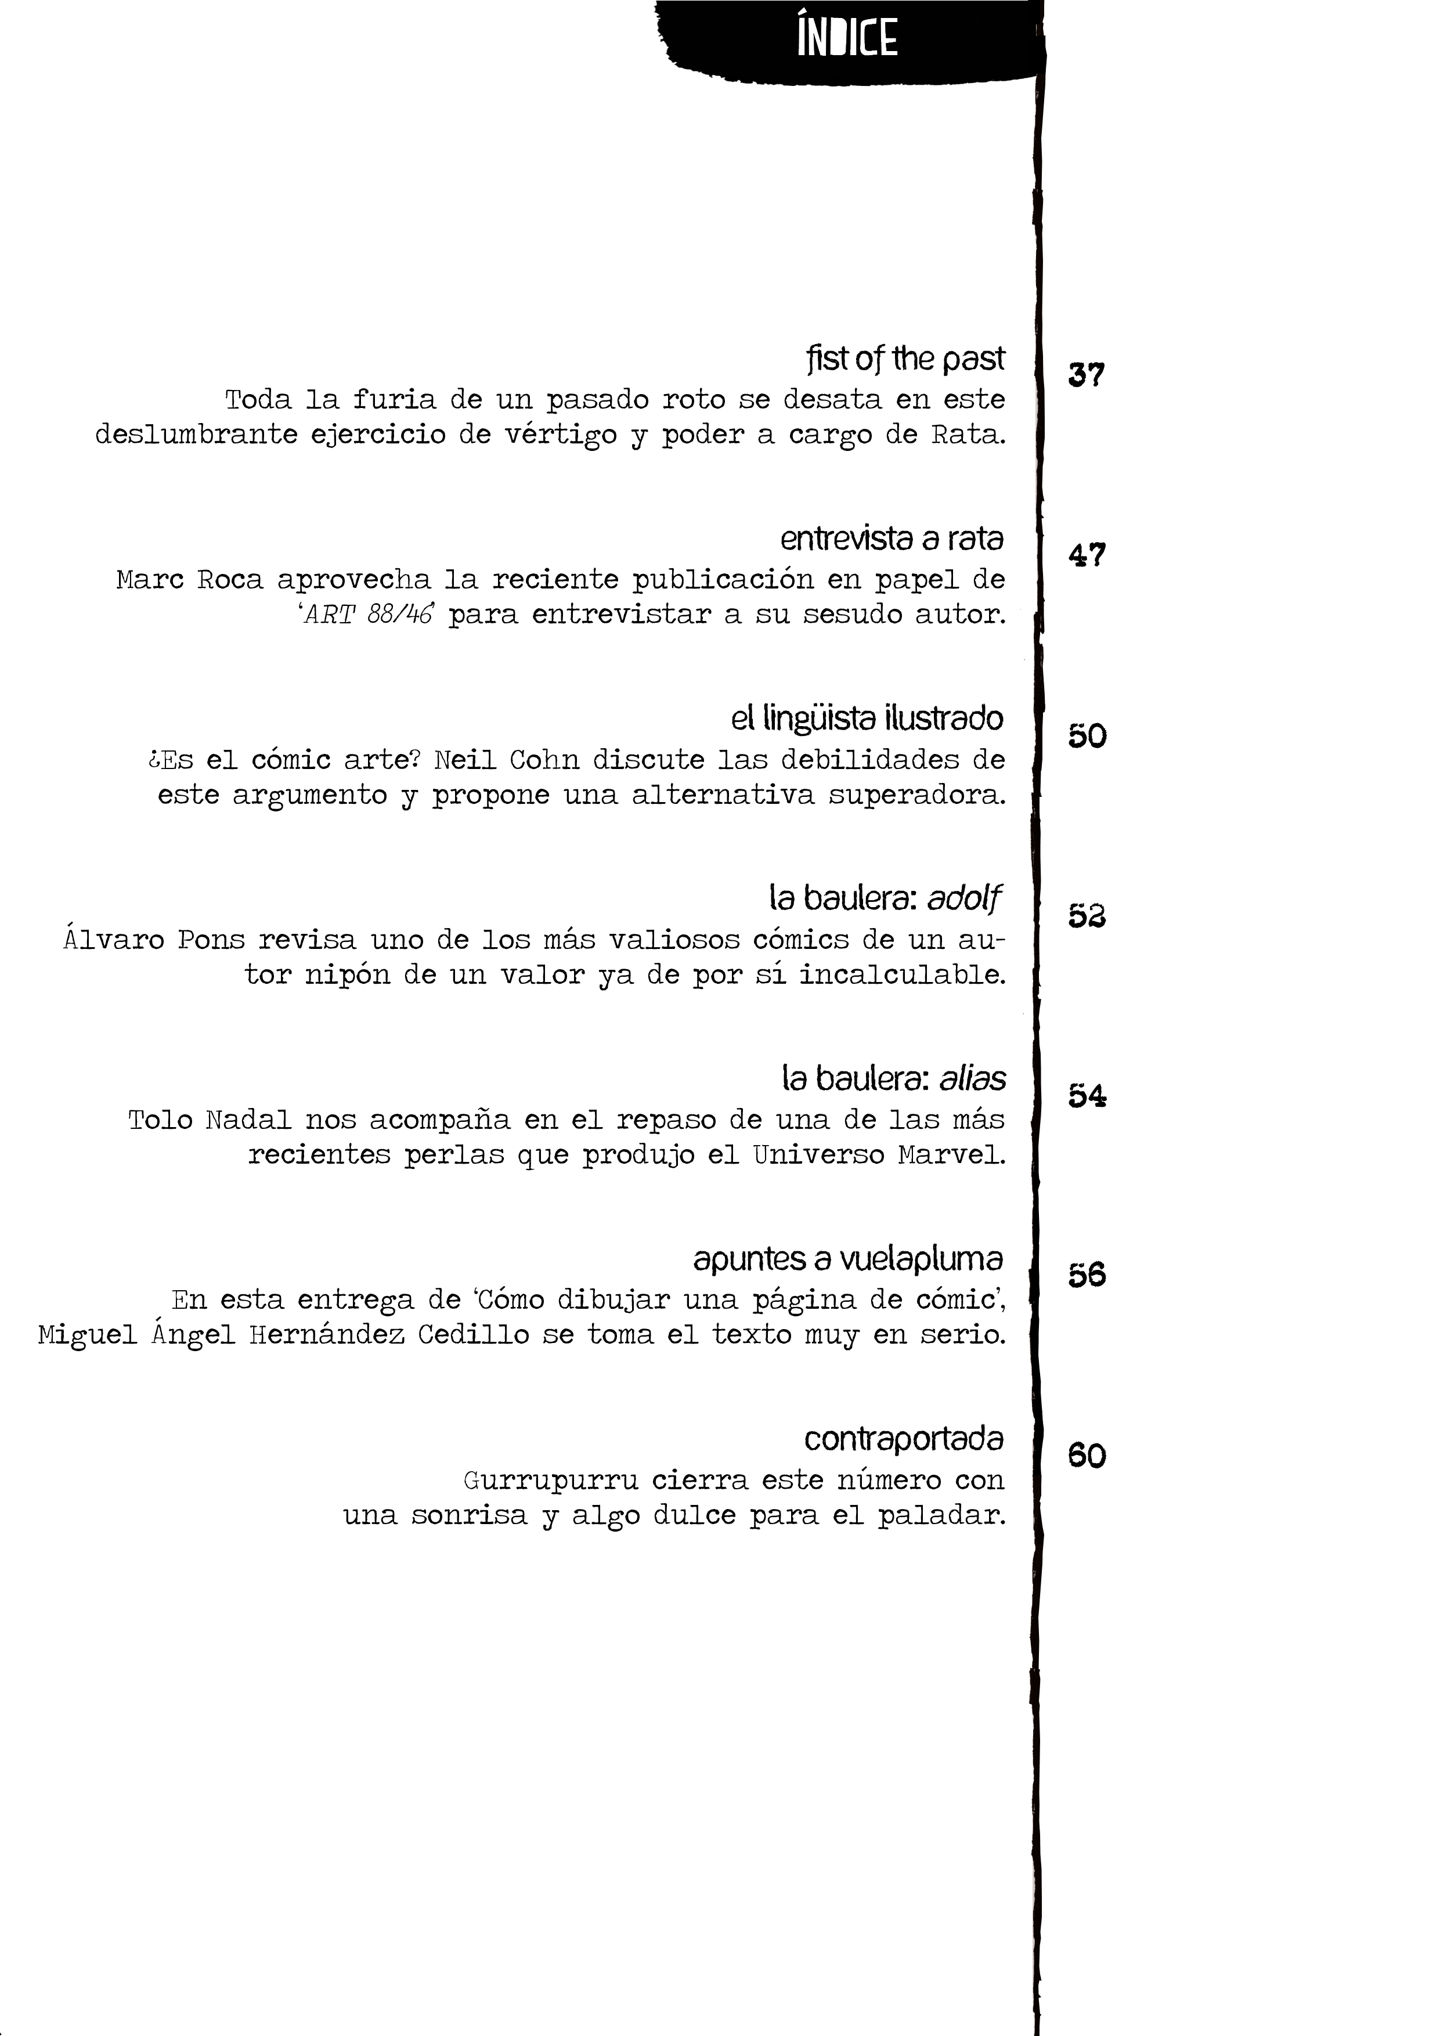 ÍNDICE
fist of the past
37
Toda la furia de un pasado roto se desata en este
deslumbrante ejercicio de vértigo y poder a cargo de Rata.
entrevista a rata
47
Marc Roca aprovecha la reciente publicación en papel de
‘ART 88/46’ para entrevistar a su sesudo autor.
el lingüista ilustrado
50
¿Es el cómic arte? Neil Cohn discute las debilidades de
este argumento y propone una alternativa superadora.
la baulera: adolf
52
Álvaro Pons revisa uno de los más valiosos cómics de un au-
tor nipón de un valor ya de por sí incalculable.
la baulera: alias
54
Tolo Nadal nos acompaña en el repaso de una de las más
recientes perlas que produjo el Universo Marvel.
apuntes a vuelapluma
56
En esta entrega de ‘Cómo dibujar una página de cómic’,
Miguel Ángel Hernández Cedillo se toma el texto muy en serio.
contraportada
60
Gurrupurru cierra este número con
una sonrisa y algo dulce para el paladar.